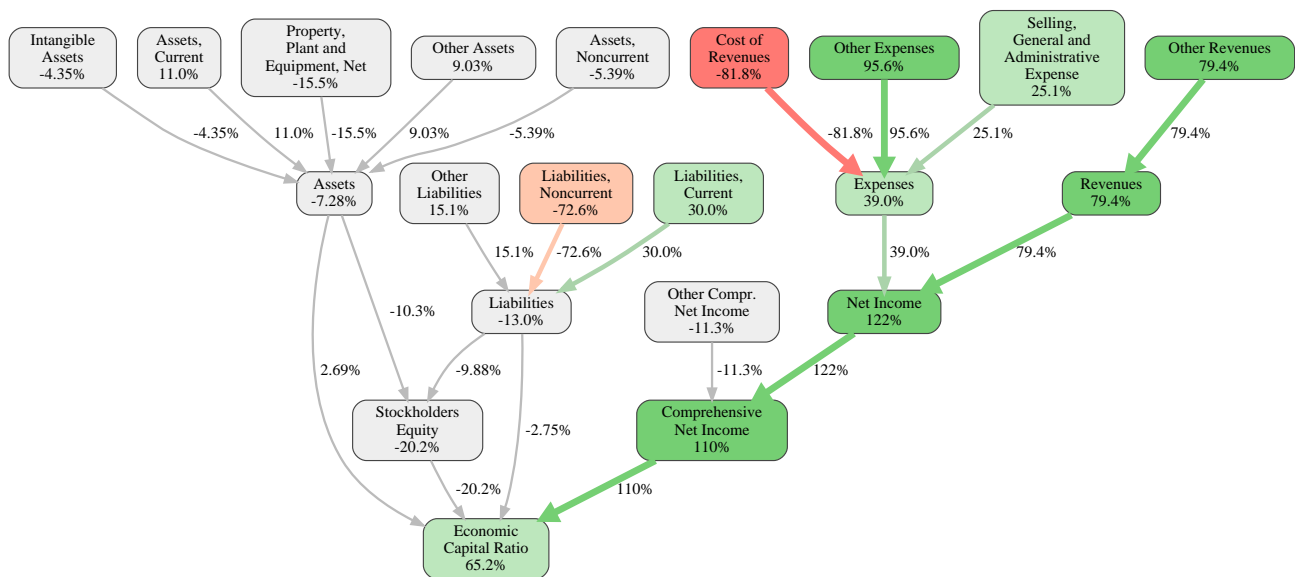 Intangible
Assets
-4.35%
Assets,
Current
11.0%
Property,
Plant and
Equipment, Net
-15.5%
Other Assets
9.03%
Assets,
Noncurrent
-5.39%
Cost of
Revenues
-81.8%
Other Expenses
95.6%
Selling,
General and
Administrative
Expense
25.1%
Other Revenues
79.4%
-4.35%
11.0%
-15.5%
9.03%
-5.39%
-81.8%
95.6%
25.1%
79.4%
Assets
-7.28%
Other
Liabilities
15.1%
Liabilities,
Noncurrent
-72.6%
Liabilities,
Current
30.0%
Expenses
39.0%
Revenues
79.4%
15.1%
-72.6%
30.0%
39.0%
79.4%
-10.3%
Liabilities
-13.0%
Other Compr.
Net Income
-11.3%
Net Income
122%
2.69%
-9.88%
-11.3%
122%
Stockholders
Equity
-20.2%
-2.75%
Comprehensive
Net Income
110%
-20.2%
110%
Economic
Capital Ratio
65.2%